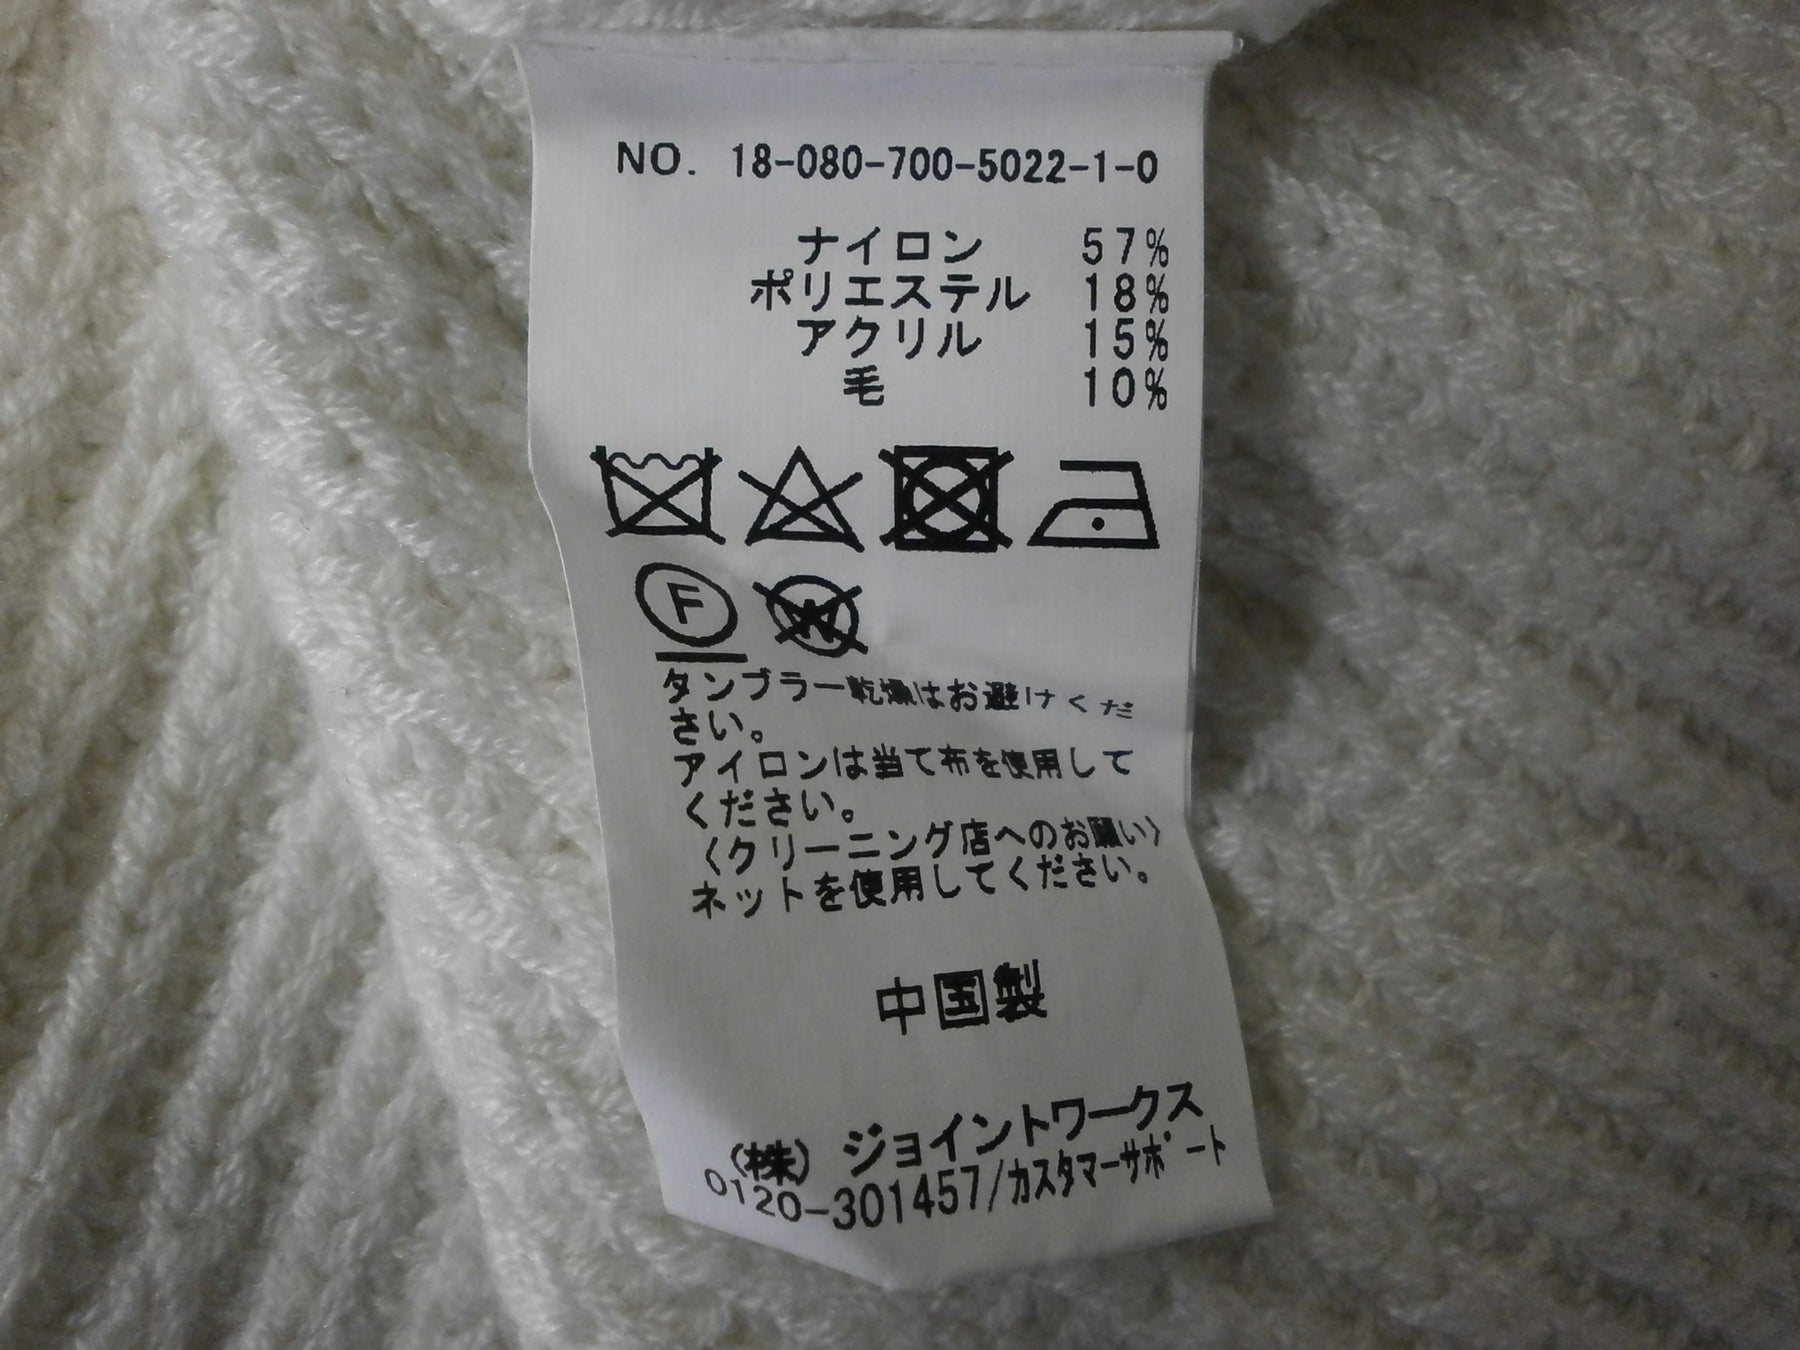 NO. 18-080-700-5022-1-0
ナイロン 57%
ポリエステル 18%
アクリル 15%
毛 10%
F
W
タンブラー乾燥はお避けくだ
さい。
アイロンは当て布を使用して
ください。
〈クリーニング店へのお願い〉
ネットを使用してください。
中国製
(株) ジョイントワークス
0120-301457/カスタマーサポート